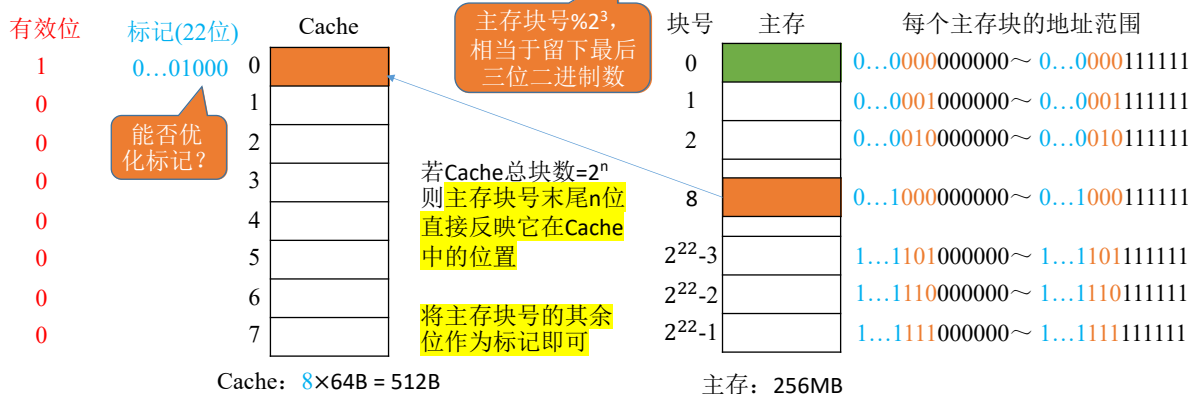 有效位
标记(22位)
Cache
主存块号%2³,
相当于留下最后
三位二进制数
块号
主存
每个主存块的地址范围
1
0…01000
0
0
0…0000000000～ 0…0000111111
0
1
1
0…0001000000～ 0…0001111111
能否优
化标记？
0
2
2
0…0010000000～ 0…0010111111
0
3
若Cache总块数=2ⁿ
则主存块号末尾n位
直接反映它在Cache
中的位置
8
0…1000000000～ 0…1000111111
0
4
0
5
2²²-3
1…1101000000～ 1…1101111111
0
6
2²²-2
1…1110000000～ 1…1110111111
将主存块号的其余
位作为标记即可
0
7
2²²-1
1…1111000000～ 1…1111111111
Cache：8×64B = 512B
主存：256MB